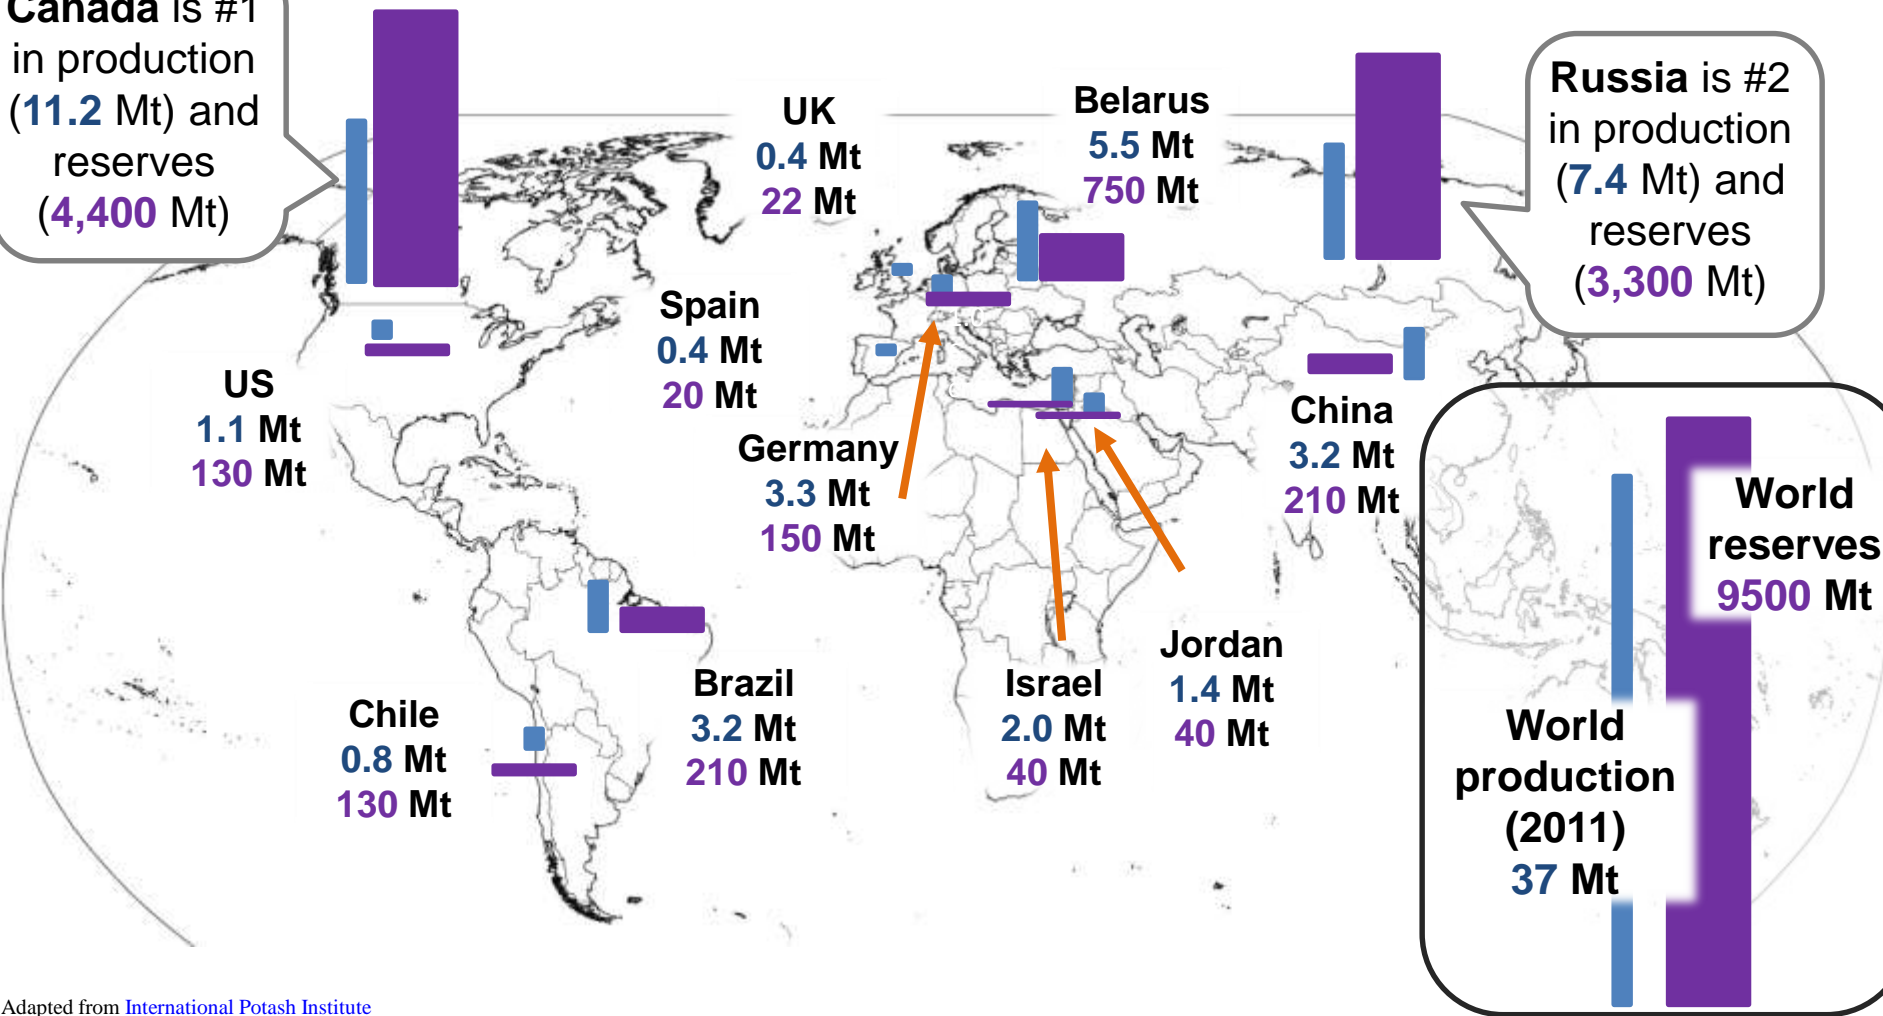 Canada is #1
in production
(11.2 Mt) and
reserves
(4,400 Mt)
UK
0.4 Mt
22 Mt
Belarus
5.5 Mt
750 Mt
Russia is #2
in production
(7.4 Mt) and
reserves
(3,300 Mt)
Spain
0.4 Mt
20 Mt
US
1.1 Mt
130 Mt
Germany
3.3 Mt
150 Mt
China
3.2 Mt
210 Mt
World
reserves
9500 Mt
Chile
0.8 Mt
130 Mt
Brazil
3.2 Mt
210 Mt
Israel
2.0 Mt
40 Mt
Jordan
1.4 Mt
40 Mt
World
production
(2011)
37 Mt
Adapted from International Potash Institute